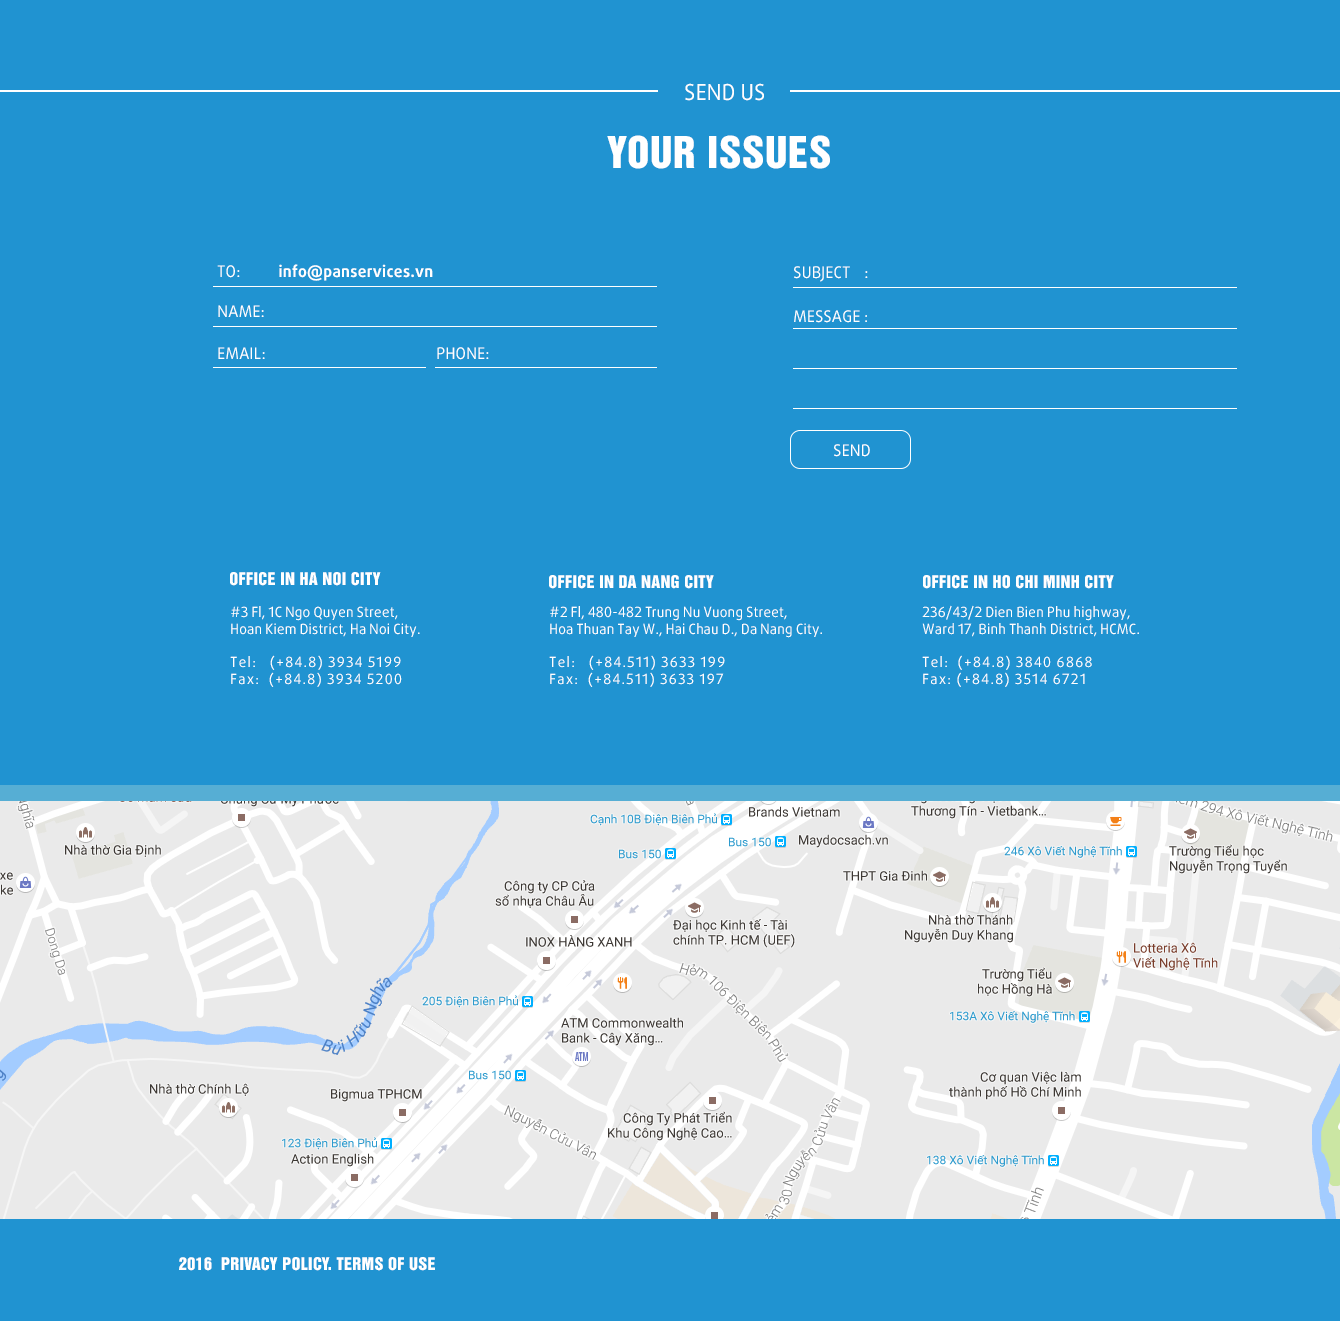 SEND US
YOUR ISSUES
TO: info@panservices.vn
NAME:
EMAIL: PHONE:
SUBJECT :
MESSAGE :
SEND
OFFICE IN HA NOI CITY
#3 Fl, 1C Ngo Quyen Street,
Hoan Kiem District, Ha Noi City.
Tel: (+84.8) 3934 5199
Fax: (+84.8) 3934 5200
OFFICE IN DA NANG CITY
#2 Fl, 480-482 Trung Nu Vuong Street,
Hoa Thuan Tay W., Hai Chau D., Da Nang City.
Tel: (+84.511) 3633 199
Fax: (+84.511) 3633 197
OFFICE IN HO CHI MINH CITY
236/43/2 Dien Bien Phu highway,
Ward 17, Binh Thanh District, HCMC.
Tel: (+84.8) 3840 6868
Fax: (+84.8) 3514 6721
Nhà thờ Gia Định
xe
ke
Dong Da
Bùi Hữu Nghĩa
Nhà thờ Chính Lộ
Bigmua TPHCM
123 Điện Biên Phủ
Action English
Cạnh 10B Điện Biên Phủ
Bus 150
Bus 150
Brands Vietnam
Maydocsach.vn
Công ty CP Cửa
sổ nhựa Châu Âu
INOX HÀNG XANH
205 Điện Biên Phủ
Đại học Kinh tế - Tài
chính TP. HCM (UEF)
Hẻm 106 Điện Biên Phủ
ATM Commonwealth
Bank - Cây Xăng...
ATM
Bus 150
Nguyễn Cửu Vân
Công Ty Phát Triển
Khu Công Nghệ Cao...
30 Nguyễn Cửu Vân
Thương Tín - Vietbank...
294 Xô Viết Nghệ Tĩnh
246 Xô Viết Nghệ Tĩnh
Trường Tiểu học
Nguyễn Trọng Tuyển
THPT Gia Đinh
Nhà thờ Thánh
Nguyễn Duy Khang
Lotteria Xô
Viết Nghệ Tĩnh
Trường Tiểu
học Hồng Hà
153A Xô Viết Nghệ Tĩnh
Cơ quan Việc làm
thành phố Hồ Chí Minh
138 Xô Viết Nghệ Tĩnh
Tĩnh
2016 PRIVACY POLICY. TERMS OF USE